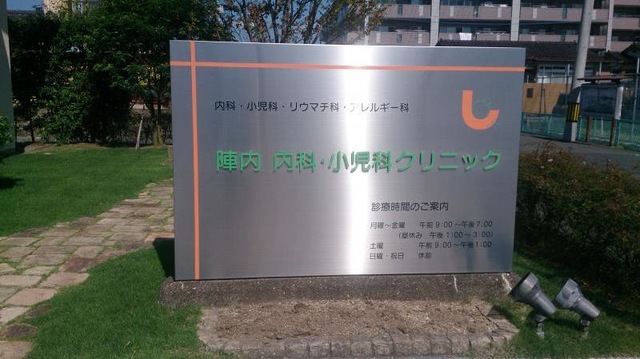 内科・小児科・リウマチ科・アレルギー科
陣内 内科・小児科クリニック
診療時間のご案内
月曜～金曜 午前9:00～午後7:00
(昼休み 午後1:00～3:00)
土曜 午前9:00～午後1:00
日曜・祝日 休診